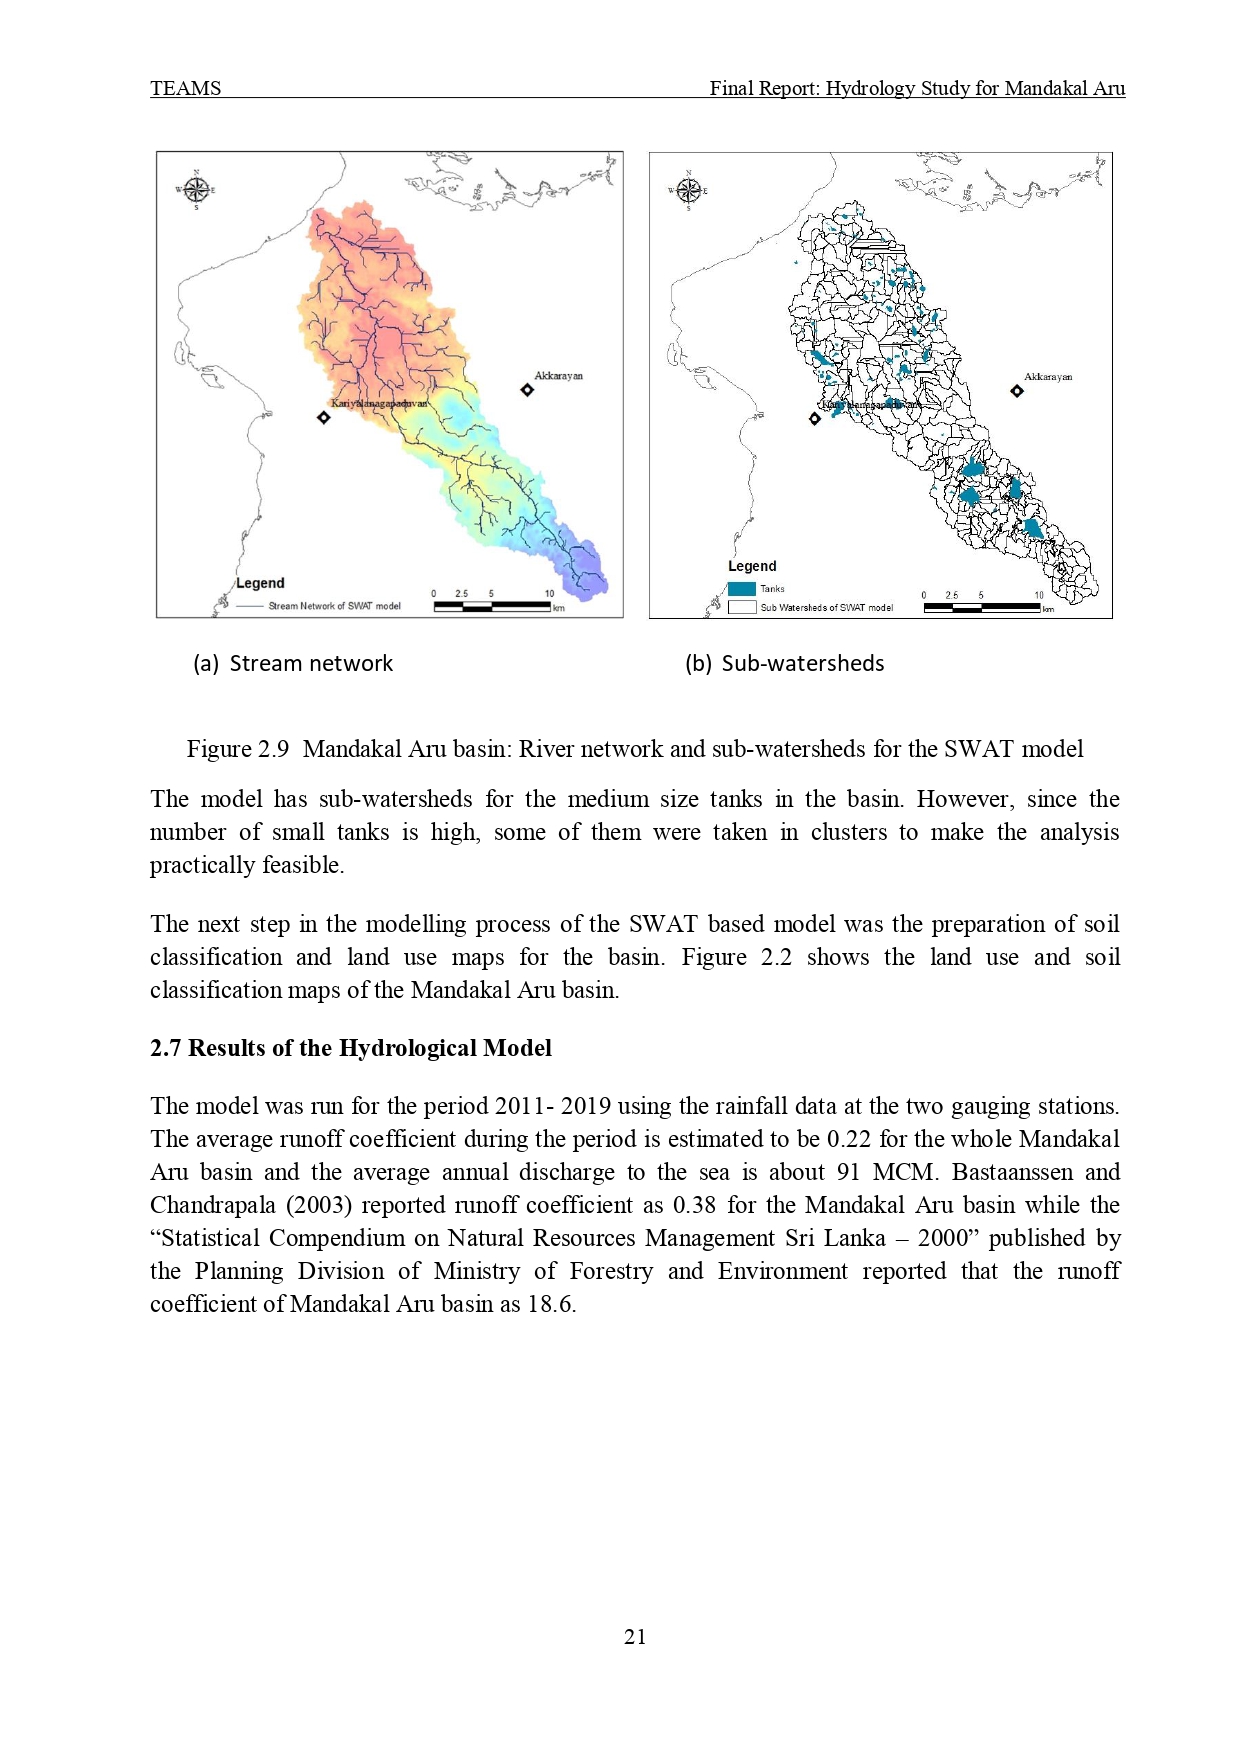 TEAMS Final Report: Hydrology Study for Mandakal Aru
N
W E
S
Akkarayan
Legend
Stream Network of SWAT model
0 2.5 5 10
km
N
W E
S
Akkarayan
Legend
Tanks
Sub Watersheds of SWAT model
0 2.5 5 10
km
(a) Stream network
(b) Sub-watersheds
Figure 2.9 Mandakal Aru basin: River network and sub-watersheds for the SWAT model
The model has sub-watersheds for the medium size tanks in the basin. However, since the
number of small tanks is high, some of them were taken in clusters to make the analysis
practically feasible.
The next step in the modelling process of the SWAT based model was the preparation of soil
classification and land use maps for the basin. Figure 2.2 shows the land use and soil
classification maps of the Mandakal Aru basin.
2.7 Results of the Hydrological Model
The model was run for the period 2011- 2019 using the rainfall data at the two gauging stations.
The average runoff coefficient during the period is estimated to be 0.22 for the whole Mandakal
Aru basin and the average annual discharge to the sea is about 91 MCM. Bastaanssen and
Chandrapala (2003) reported runoff coefficient as 0.38 for the Mandakal Aru basin while the
“Statistical Compendium on Natural Resources Management Sri Lanka – 2000” published by
the Planning Division of Ministry of Forestry and Environment reported that the runoff
coefficient of Mandakal Aru basin as 18.6.
21